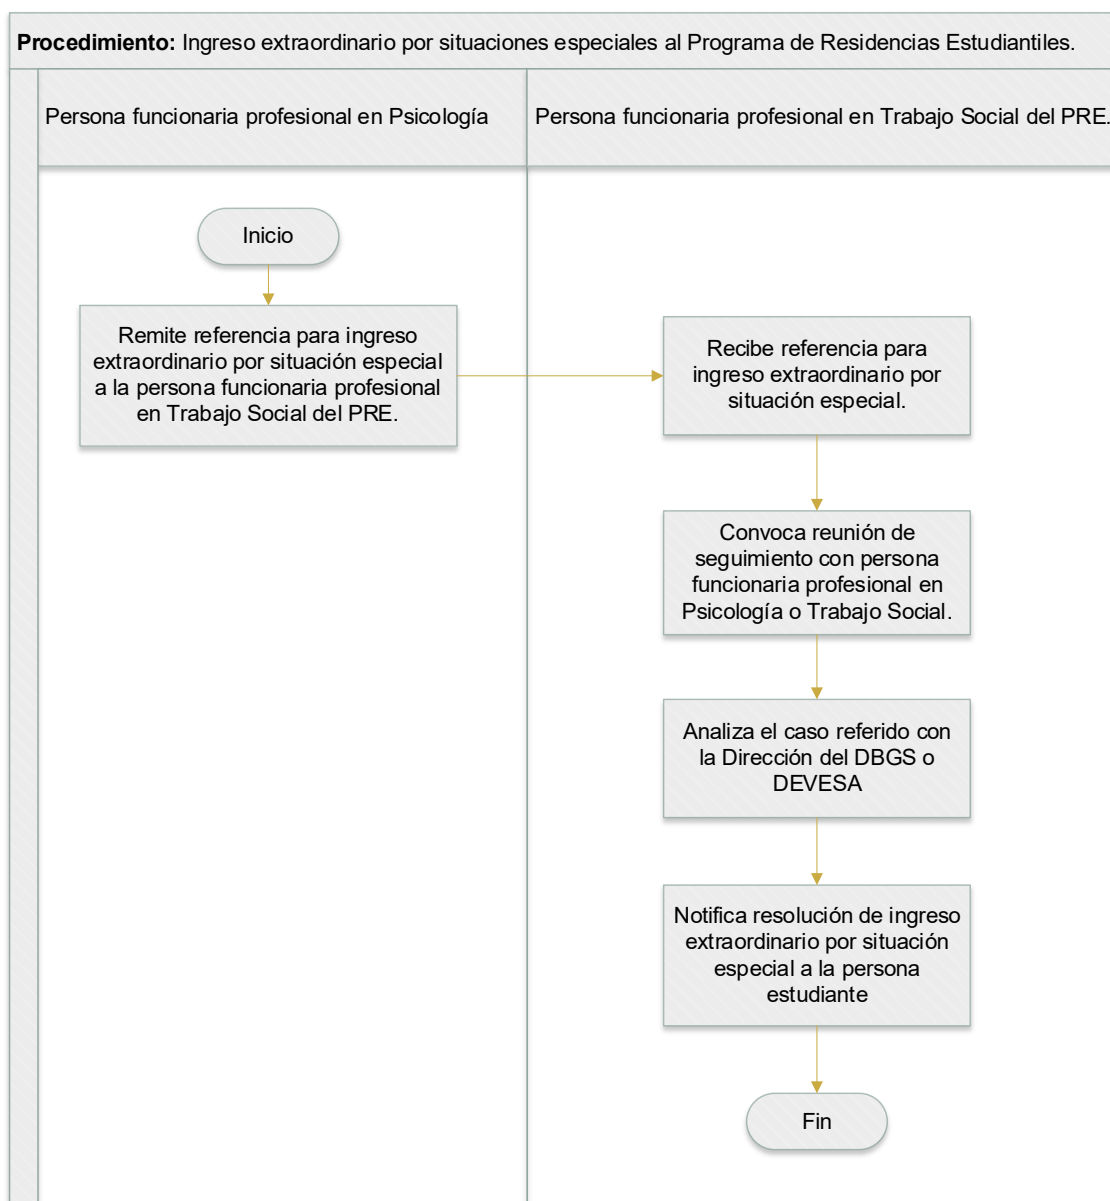 Procedimiento: Ingreso extraordinario por situaciones especiales al Programa de Residencias Estudiantiles.
Persona funcionaria profesional en Psicología
Persona funcionaria profesional en Trabajo Social del PRE.
Inicio
Remite referencia para ingreso
extraordinario por situación especial
a la persona funcionaria profesional
en Trabajo Social del PRE.
Recibe referencia para
ingreso extraordinario por
situación especial.
Convoca reunión de
seguimiento con persona
funcionaria profesional en
Psicología o Trabajo Social.
Analiza el caso referido con
la Dirección del DBGS o
DEVESA
Notifica resolución de ingreso
extraordinario por situación
especial a la persona
estudiante
Fin